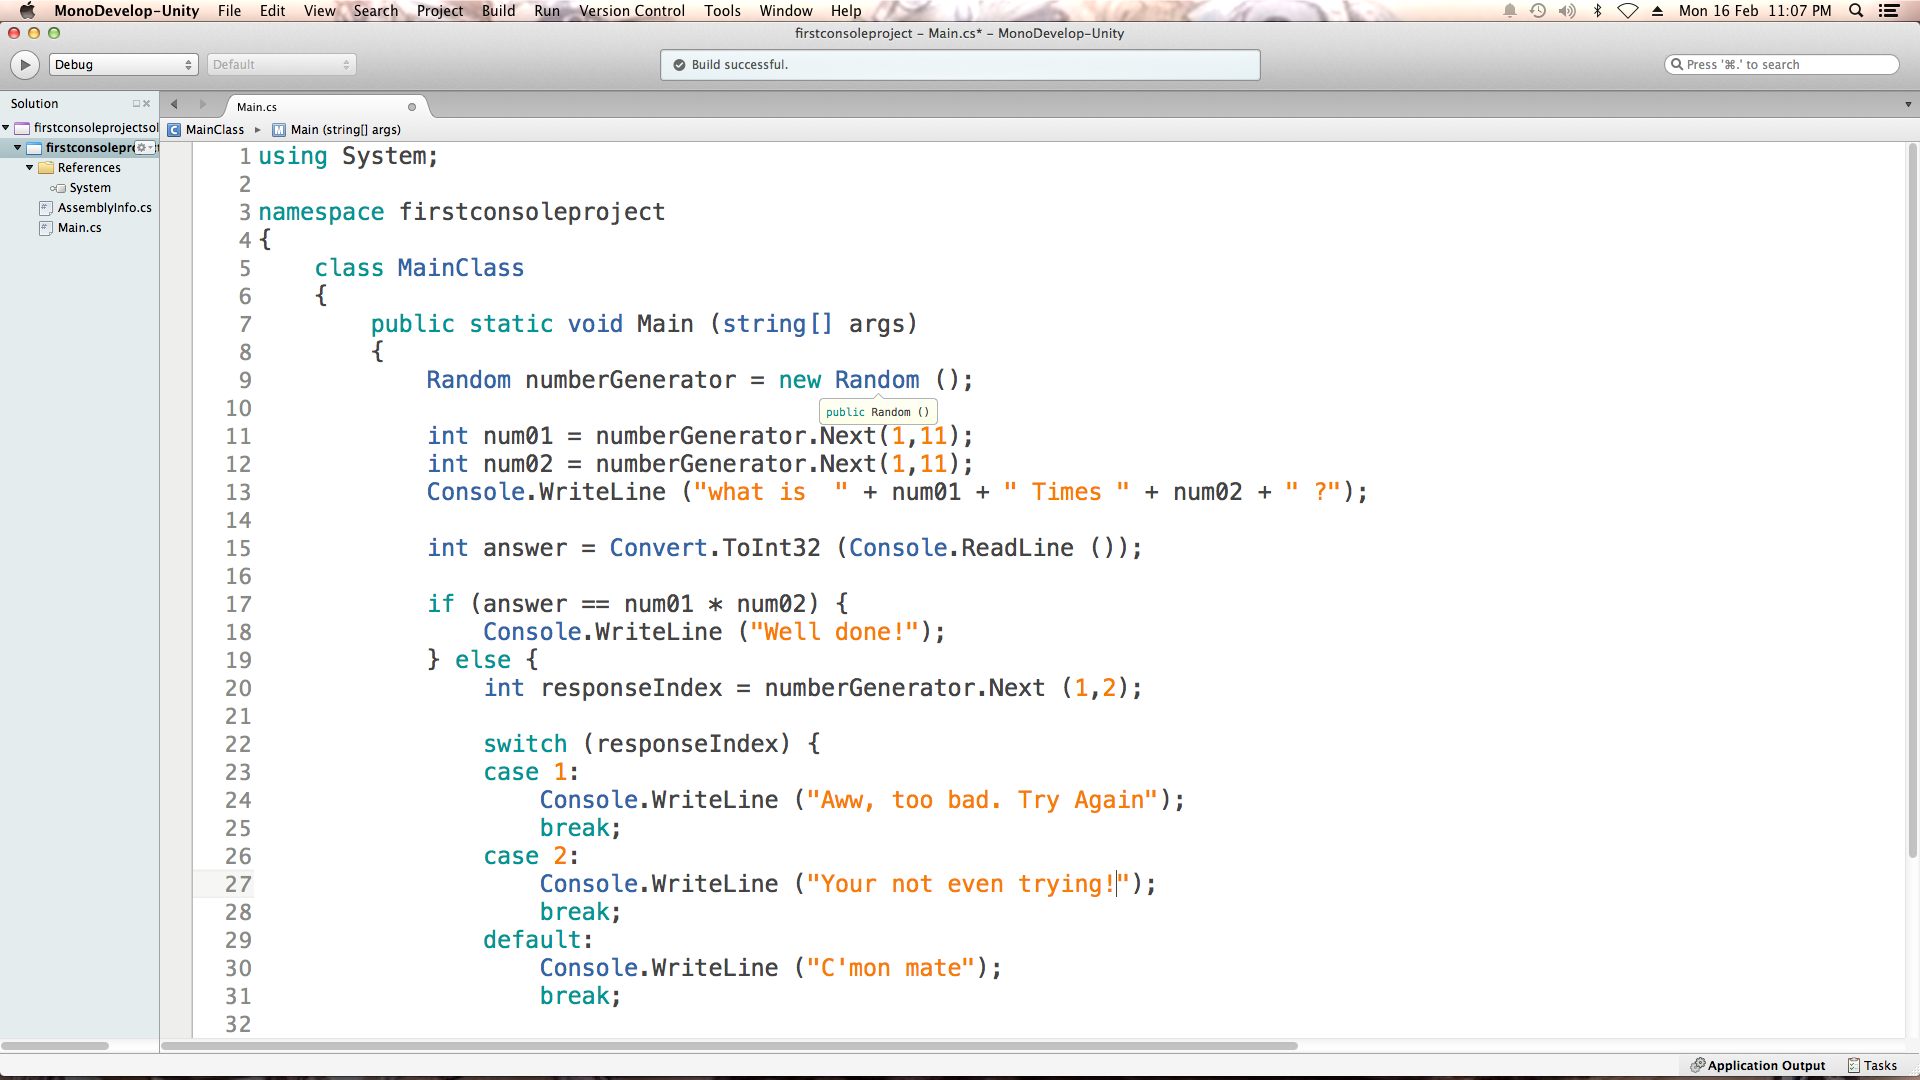 MonoDevelop-Unity File Edit View Search Project Build Run Version Control Tools Window Help Mon 16 Feb 11:07 PM
firstconsoleproject – Main.cs* – MonoDevelop-Unity
Debug Default Build successful. Press '⌘.' to search
Solution Main.cs
firstconsoleprojectsol MainClass Main (string[] args)
firstconsoleproject
References
System
AssemblyInfo.cs
Main.cs
1 using System;
2
3 namespace firstconsoleproject
4 {
5 class MainClass
6 {
7 public static void Main (string[] args)
8 {
9 Random numberGenerator = new Random ();
10
public Random ()
11 int num01 = numberGenerator.Next(1,11);
12 int num02 = numberGenerator.Next(1,11);
13 Console.WriteLine ("what is  " + num01 + " Times " + num02 + " ?");
14
15 int answer = Convert.ToInt32 (Console.ReadLine ());
16
17 if (answer == num01 * num02) {
18 Console.WriteLine ("Well done!");
19 } else {
20 int responseIndex = numberGenerator.Next (1,2);
21
22 switch (responseIndex) {
23 case 1:
24 Console.WriteLine ("Aww, too bad. Try Again");
25 break;
26 case 2:
27 Console.WriteLine ("Your not even trying!");
28 break;
29 default:
30 Console.WriteLine ("C'mon mate");
31 break;
32
Application Output Tasks